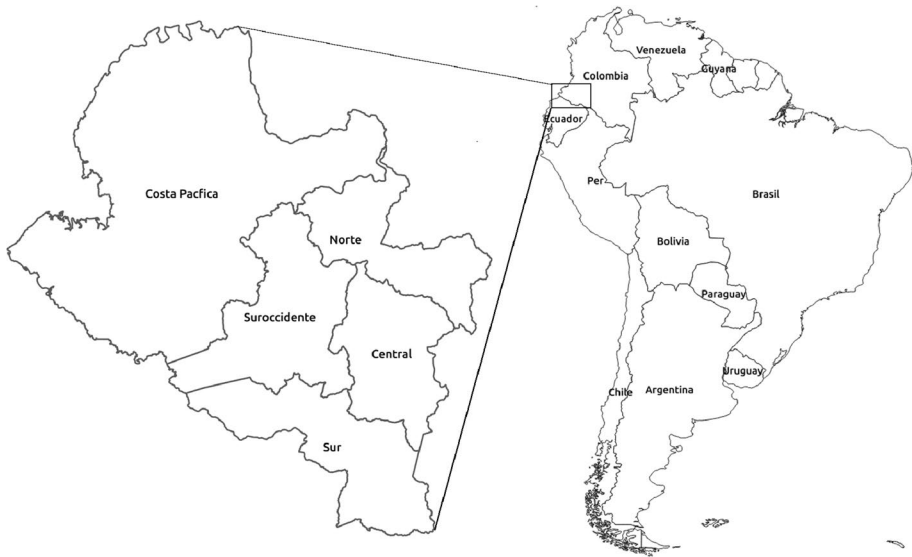 Costa Pacfica
Norte
Suroccidente
Central
Sur
Venezuela
Guyana
Colombia
Ecuador
Per
Brasil
Bolivia
Paraguay
Uruguay
Chile
Argentina